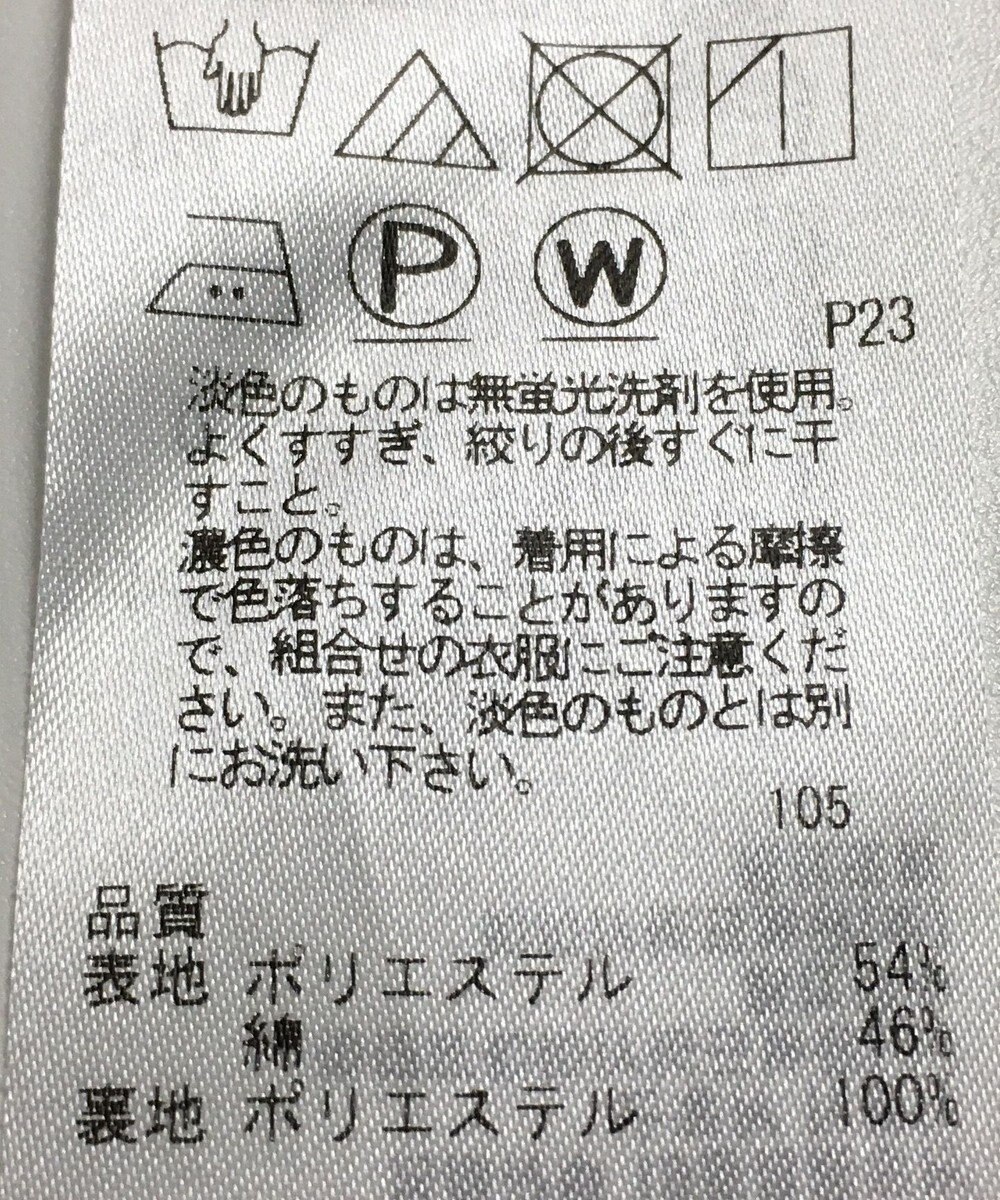 P
W
P23
淡色のものは無蛍光洗剤を使用。
よくすすぎ、絞りの後すぐに干
すこと。
濃色のものは、着用による摩擦
で色落ちすることがありますの
で、組合せの衣服にご注意くだ
さい。また、淡色のものとは別
にお洗い下さい。
105
品質
表地 ポリエステル 54%
綿 46%
裏地 ポリエステル 100%